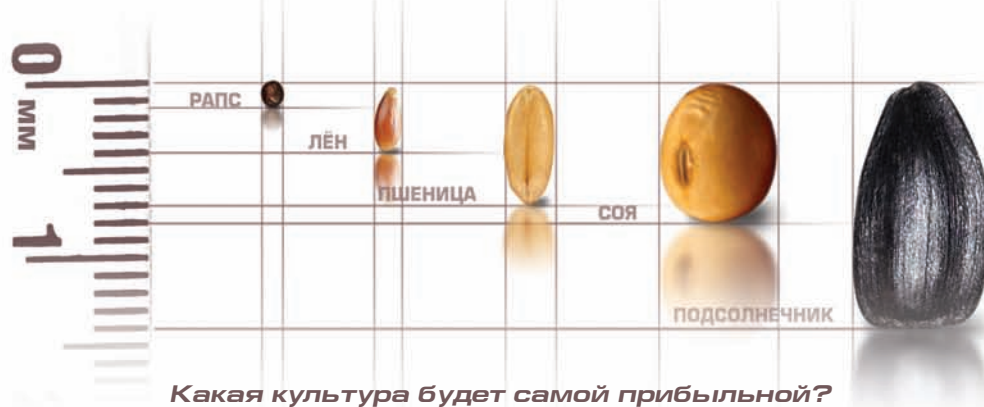 0
мм
РАПС
ЛЁН
ПШЕНИЦА
СОЯ
1
ПОДСОЛНЕЧНИК
Какая культура будет самой прибыльной?